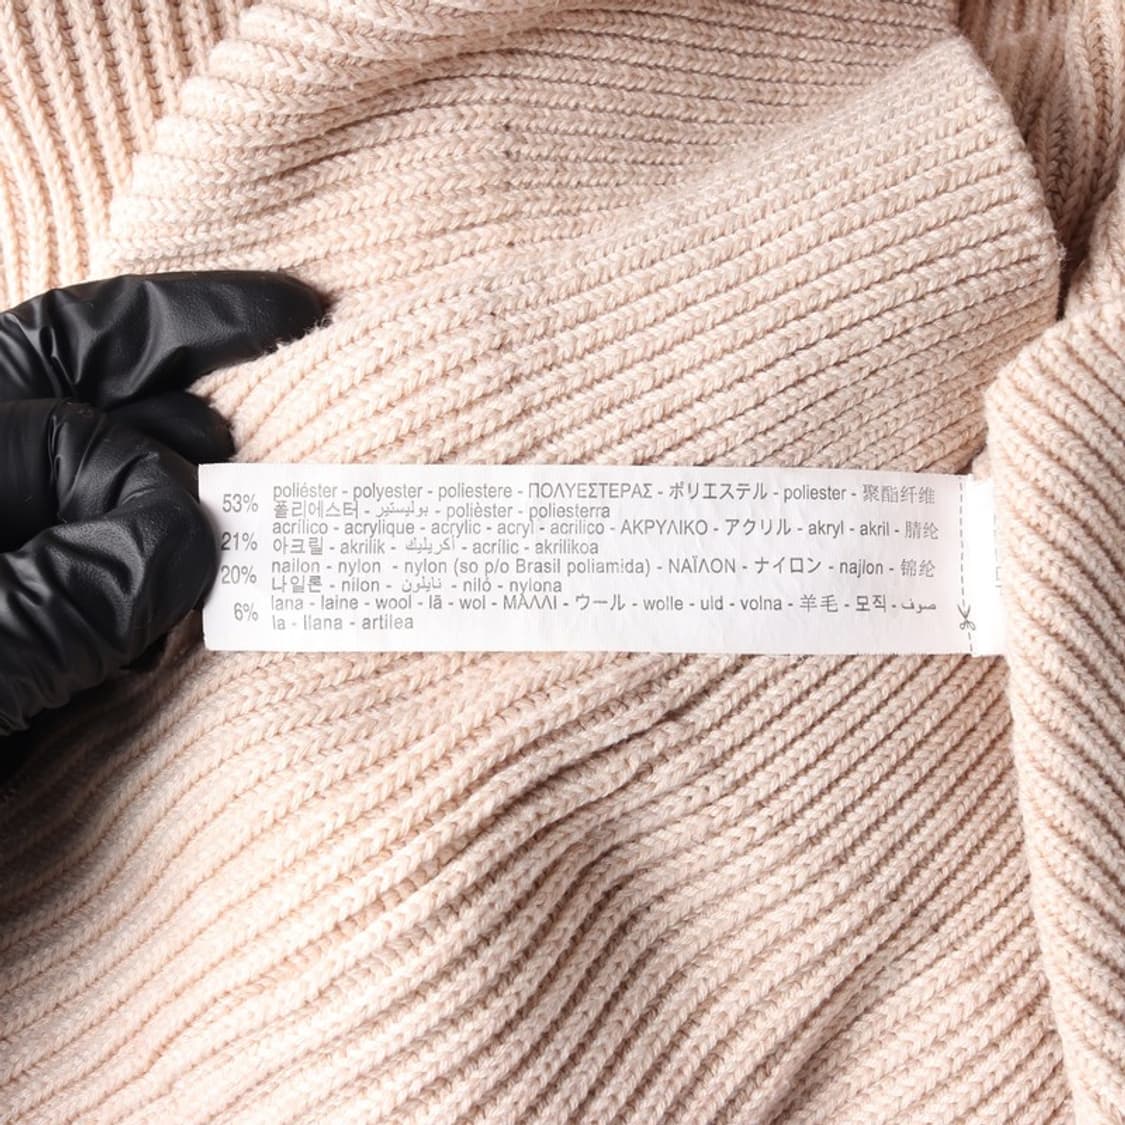 53% poliéster - polyester - poliestere - ΠΟΛΥΕΣΤΕΡΑΣ - ポリエステル - poliester - 聚酯纤维
폴리에스터 - بوليستير - polièster - poliesterra
21% acrílico - acrylique - acrylic - acryl - acrilico - ΑΚΡΥΛΙΚΟ - アクリル - akryl - akril - 腈纶
아크릴 - akrilik - أكريليك - acrílic - akrilikoa
20% nailon - nylon - nylon (so p/o Brasil poliamida) - ΝΑΪΛΟΝ - ナイロン - najlon - 锦纶
나일론 - nilon - نايلون - niló - nylona
6% lana - laine - wool - lã - wol - ΜΑΛΛΙ - ウール - wolle - uld - volna - 羊毛 - 모직 - صوف
la - llana - artilea